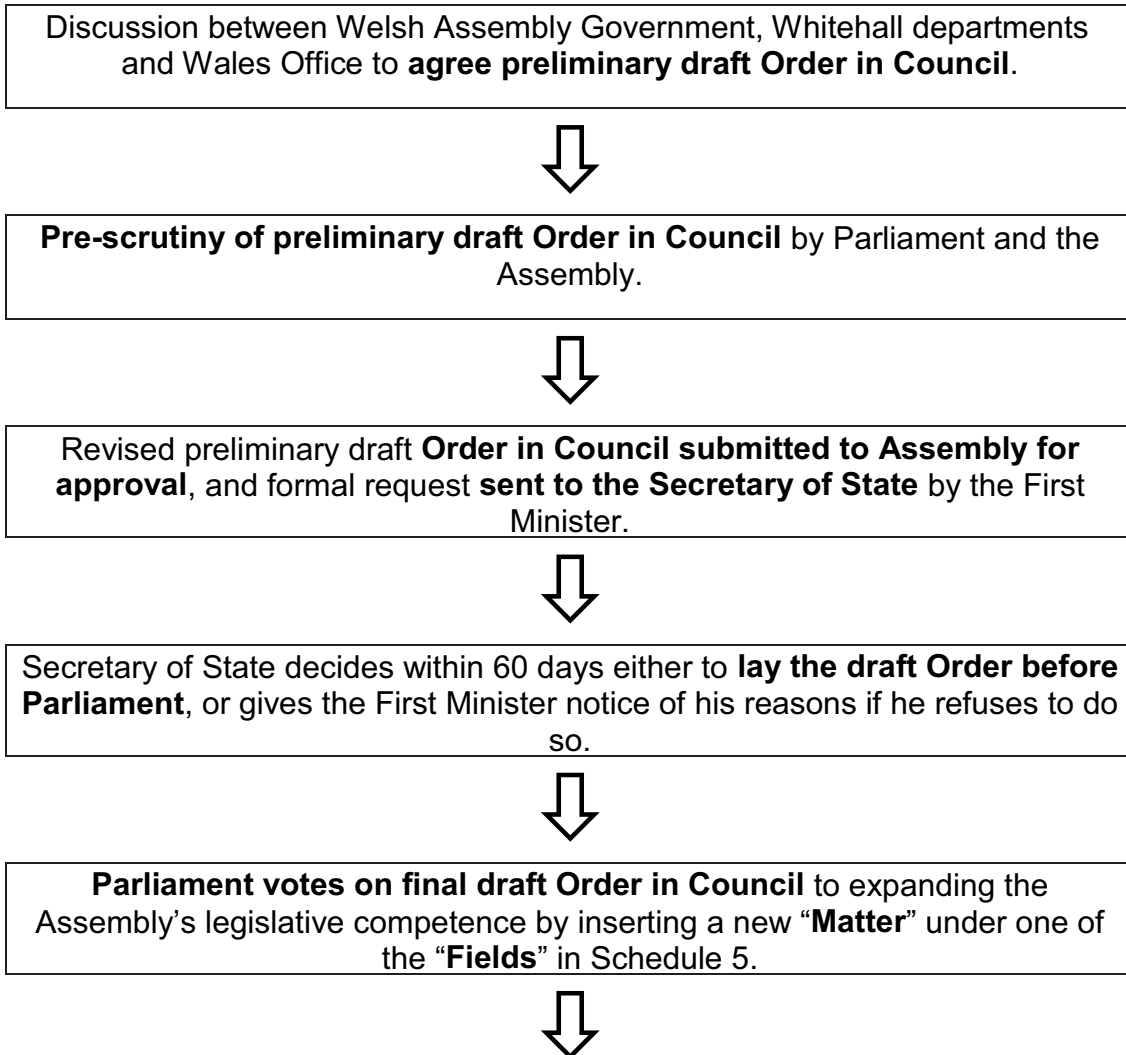 Discussion between Welsh Assembly Government, Whitehall departments
and Wales Office to agree preliminary draft Order in Council.
Pre-scrutiny of preliminary draft Order in Council by Parliament and the
Assembly.
Revised preliminary draft Order in Council submitted to Assembly for
approval, and formal request sent to the Secretary of State by the First
Minister.
Secretary of State decides within 60 days either to lay the draft Order before
Parliament, or gives the First Minister notice of his reasons if he refuses to do
so.
Parliament votes on final draft Order in Council to expanding the
Assembly’s legislative competence by inserting a new “Matter” under one of
the “Fields” in Schedule 5.